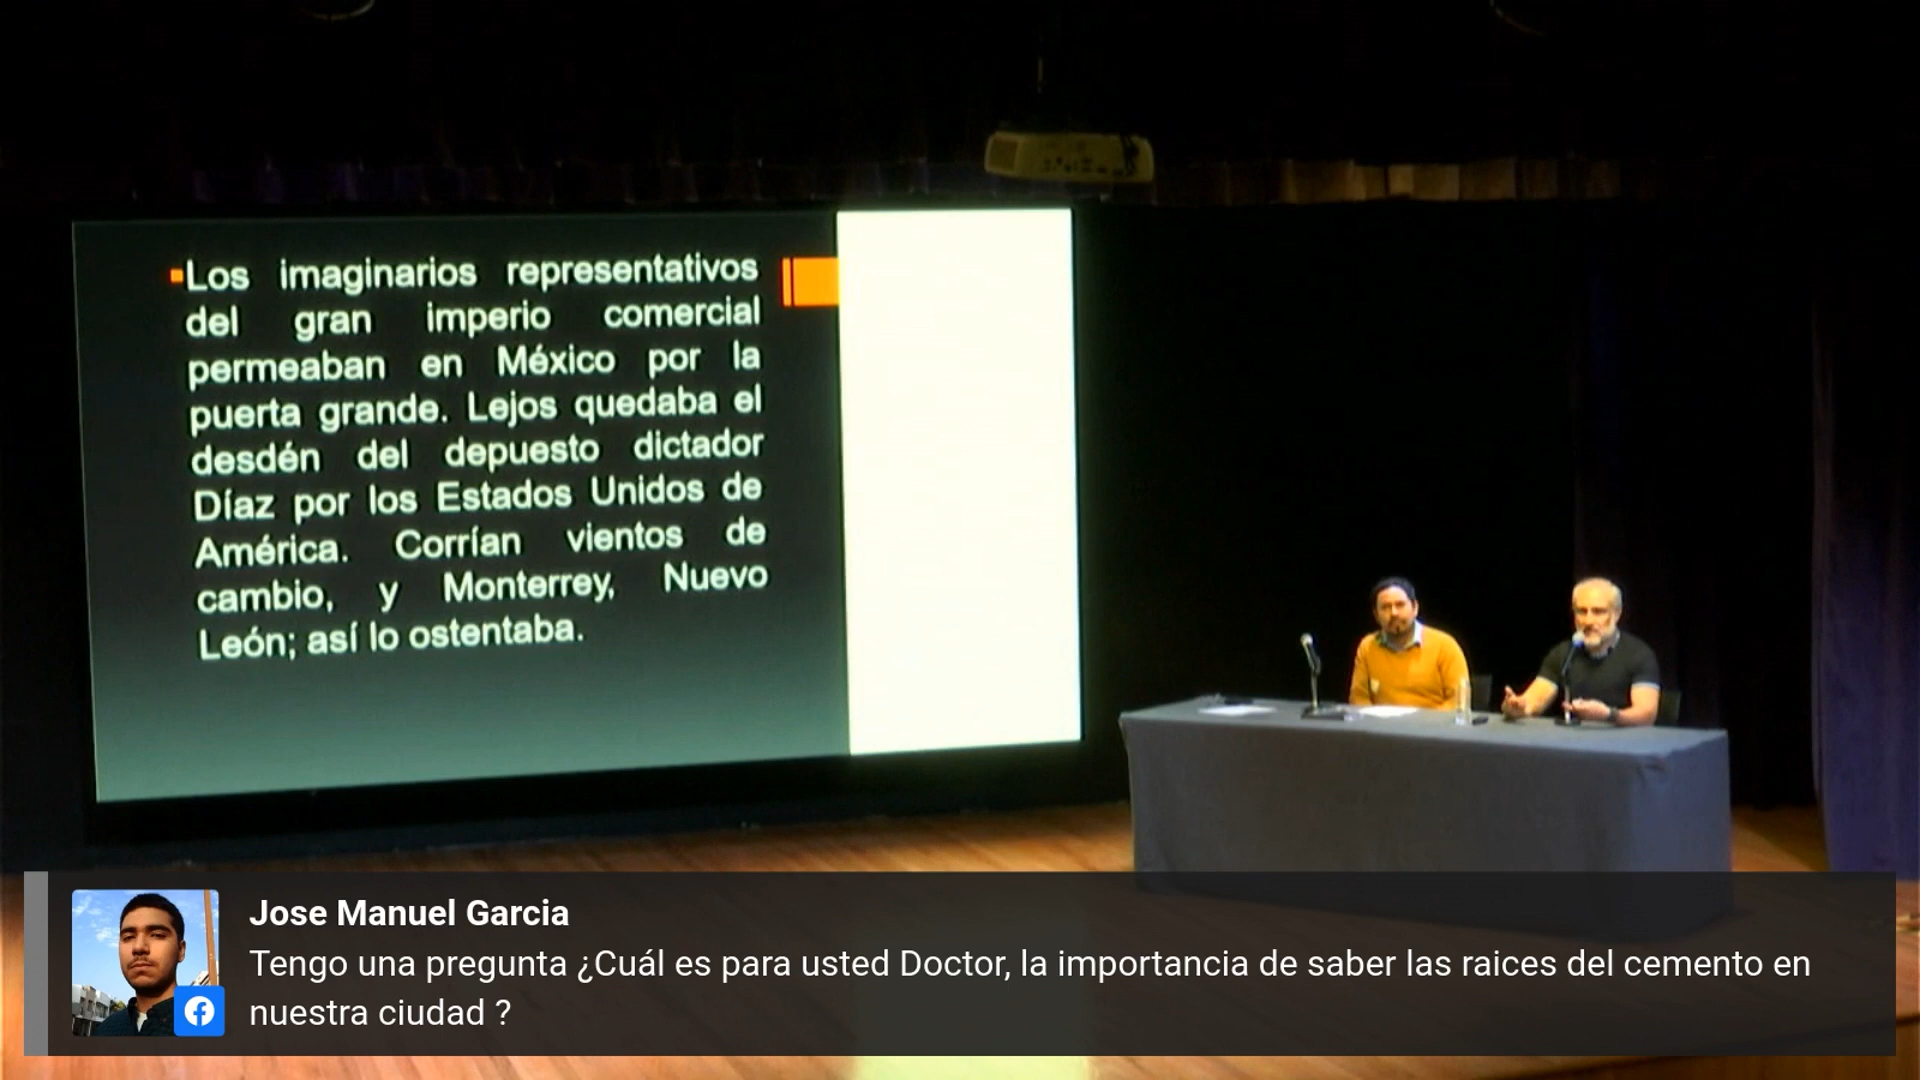 Los imaginarios representativos
del gran imperio comercial
permeaban en México por la
puerta grande. Lejos quedaba el
desdén del depuesto dictador
Díaz por los Estados Unidos de
América. Corrían vientos de
cambio, y Monterrey, Nuevo
León; así lo ostentaba.
Jose Manuel Garcia
Tengo una pregunta ¿Cuál es para usted Doctor, la importancia de saber las raices del cemento en
nuestra ciudad ?